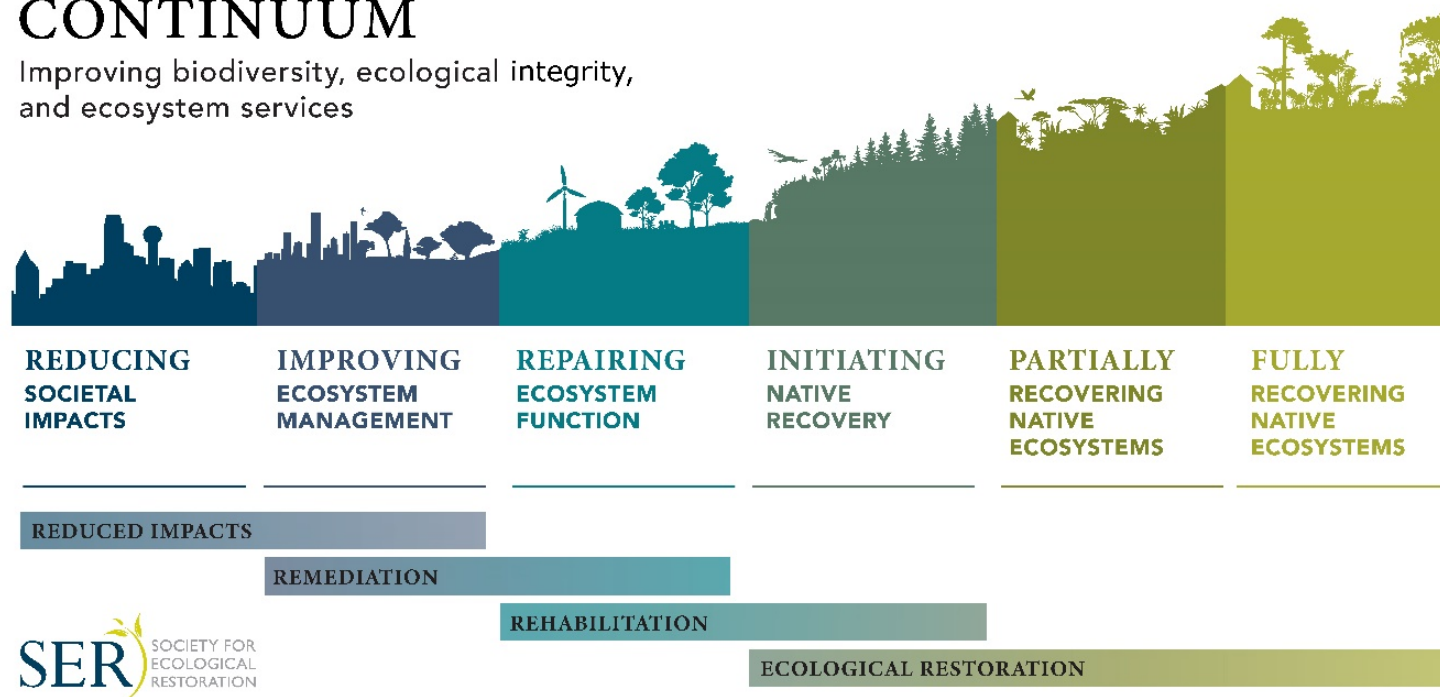 CONTINUUM
Improving biodiversity, ecological integrity,
and ecosystem services
REDUCING
SOCIETAL
IMPACTS
IMPROVING
ECOSYSTEM
MANAGEMENT
REPAIRING
ECOSYSTEM
FUNCTION
INITIATING
NATIVE
RECOVERY
PARTIALLY
RECOVERING
NATIVE
ECOSYSTEMS
FULLY
RECOVERING
NATIVE
ECOSYSTEMS
REDUCED IMPACTS
REMEDIATION
REHABILITATION
ECOLOGICAL RESTORATION
SER
SOCIETY FOR
ECOLOGICAL
RESTORATION